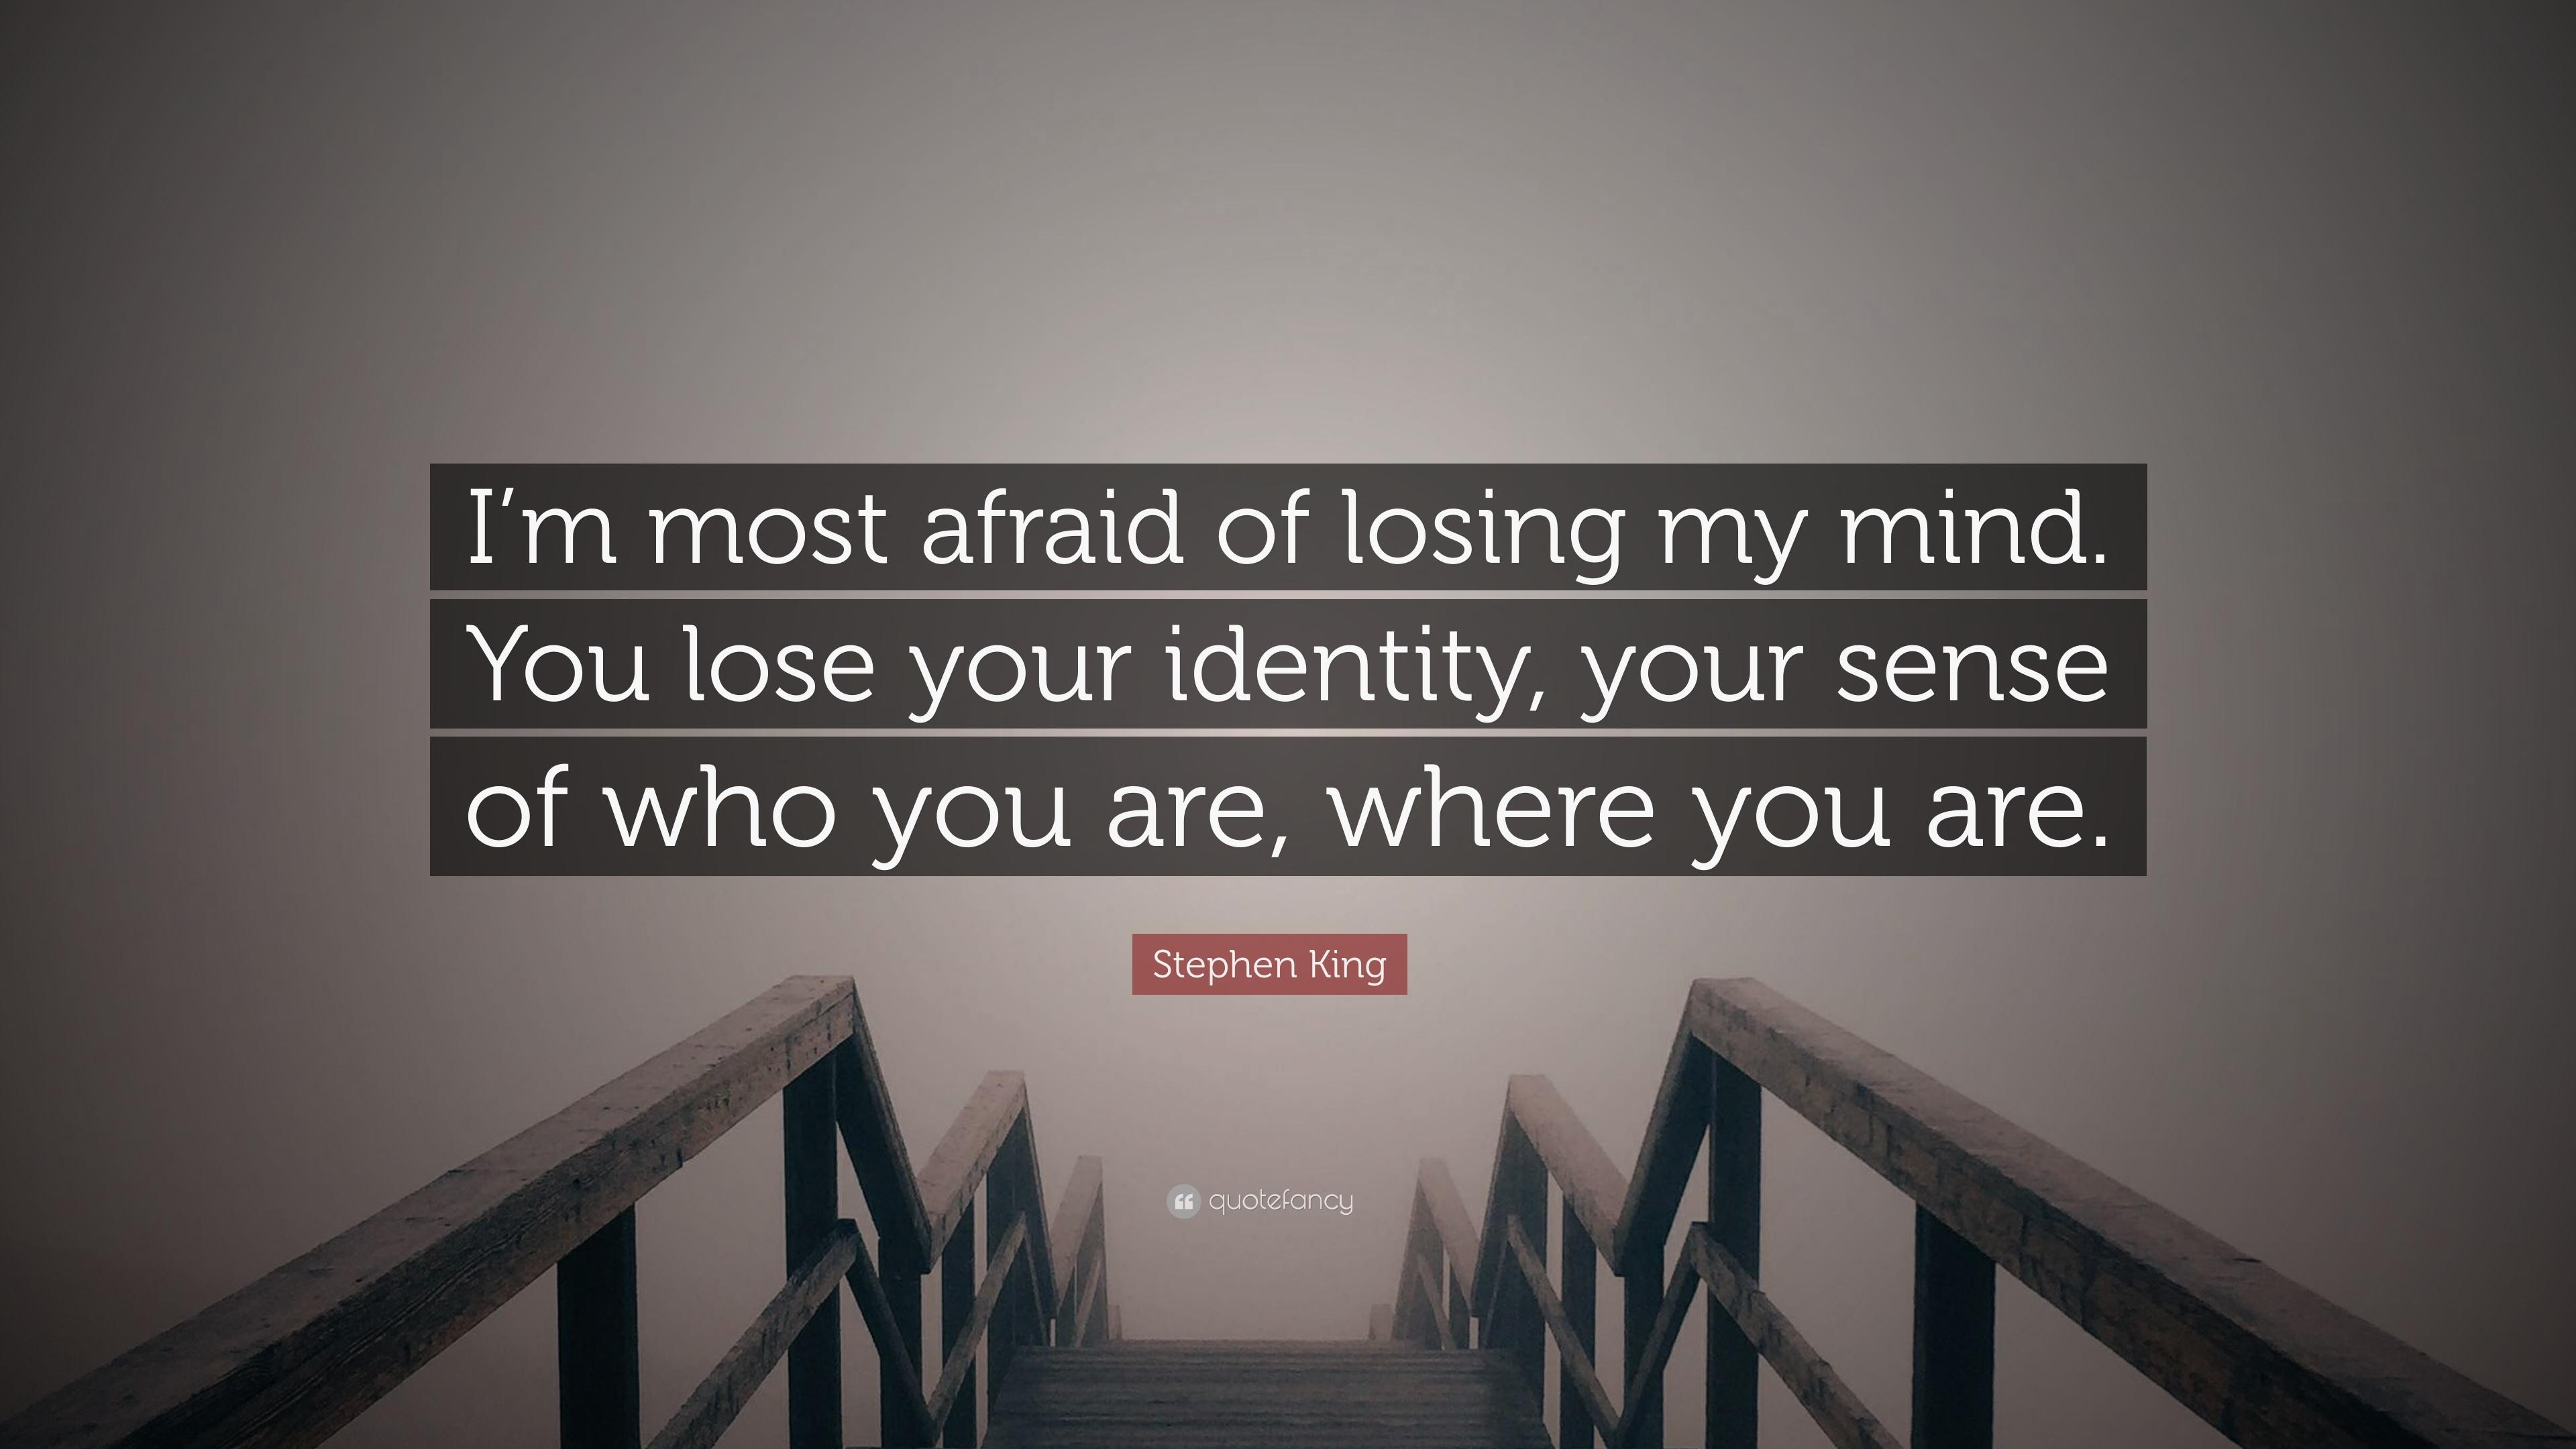 I’m most afraid of losing my mind.
You lose your identity, your sense
of who you are, where you are.
Stephen King
quotefancy